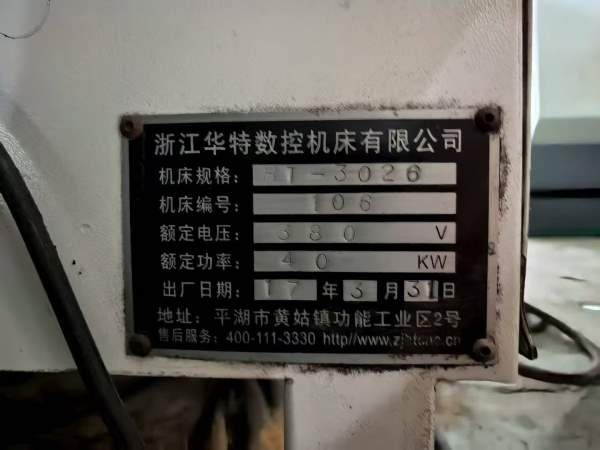 浙江华特数控机床有限公司
机床规格: HT-3026
机床编号: 106
额定电压: 380 V
额定功率: 40 KW
出厂日期: 17 年 3 月 31 日
地址: 平湖市黄姑镇功能工业区2号
售后服务: 400-111-3330 http//www.zjhtcnc.cn